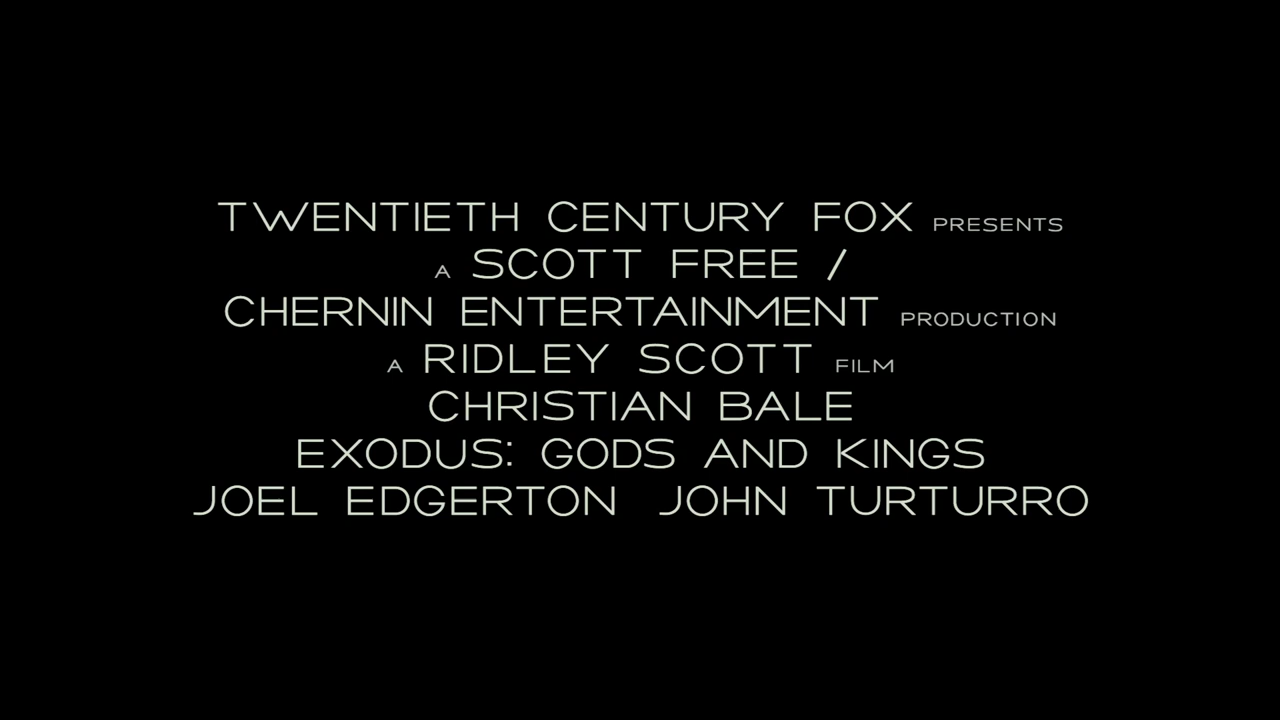 TWENTIETH CENTURY FOX PRESENTS
A SCOTT FREE /
CHERNIN ENTERTAINMENT PRODUCTION
A RIDLEY SCOTT FILM
CHRISTIAN BALE
EXODUS: GODS AND KINGS
JOEL EDGERTON JOHN TURTURRO